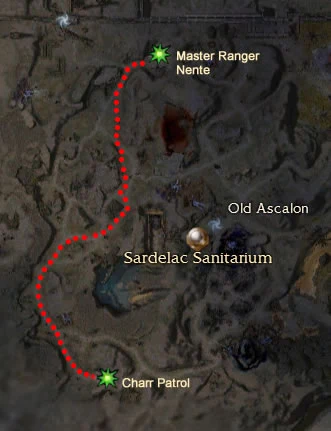 Master Ranger
Nente
Old Ascalon
Sardelac Sanitarium
Charr Patrol